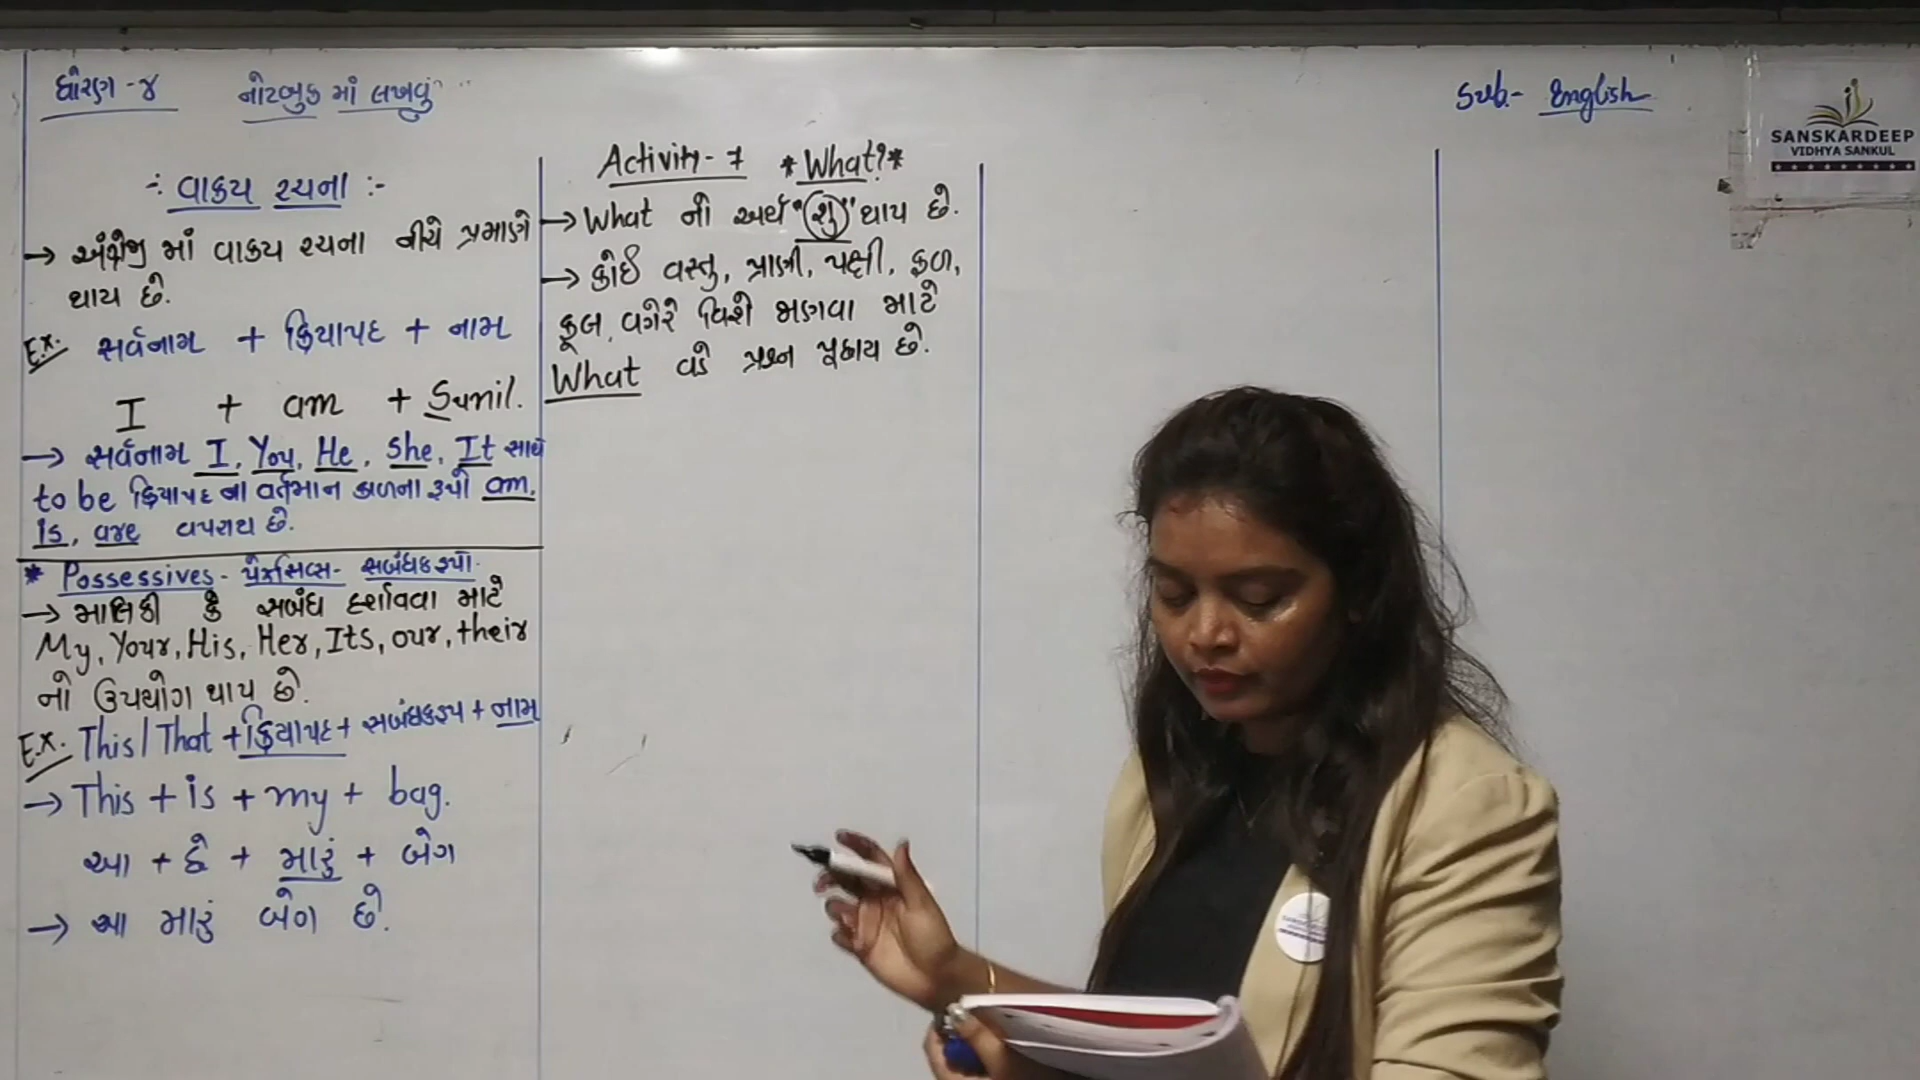 ધોરણ - ૪
નોટબુક માં લખવું
Sub:- English
SANSKARDEEP
VIDHYA SANKUL
-: વાક્ય રચના :-
→ અંગ્રેજી માં વાક્ય રચના નીચે પ્રમાણે
થાય છે.
Ex. સર્વનામ + ક્રિયાપદ + નામ
I + am + Sunil.
→ સર્વનામ I, You, He, She, It સાથે
to be ક્રિયાપદ ના વર્તમાન કાળના રૂપો am,
is, are વપરાય છે.
* Possessives - પેઝેસિવ્સ - સબંધક રૂપો.
→ માલિકી કે સબંધ દર્શાવવા માટે
My, Your, His, Her, Its, our, their
નો ઉપયોગ થાય છે.
E.X. This / That + ક્રિયાપદ + સબંધકરૂપ + નામ
→ This + is + my + bag.
આ + છે + મારું + બેગ
→ આ મારું બેગ છે.
Activity - 7 * What? *
→ What નો અર્થ "શું" થાય છે.
→ કોઈ વસ્તુ, પ્રાણી, પક્ષી, ફળ,
ફૂલ, વગેરે વિશે જાણવા માટે
What વડે પ્રશ્ન પૂછાય છે.